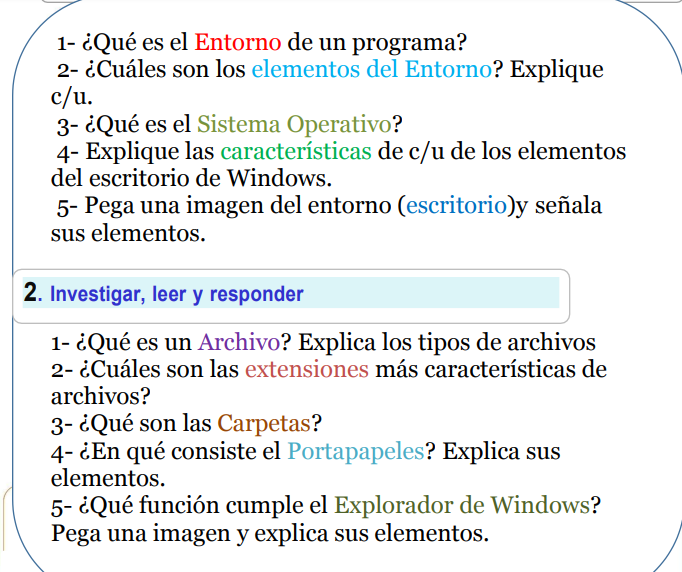 1- ¿Qué es el Entorno de un programa?
2- ¿Cuáles son los elementos del Entorno? Explique
c/u.
3- ¿Qué es el Sistema Operativo?
4- Explique las características de c/u de los elementos
del escritorio de Windows.
5- Pega una imagen del entorno (escritorio)y señala
sus elementos.
2. Investigar, leer y responder
1- ¿Qué es un Archivo? Explica los tipos de archivos
2- ¿Cuáles son las extensiones más características de
archivos?
3- ¿Qué son las Carpetas?
4- ¿En qué consiste el Portapapeles? Explica sus
elementos.
5- ¿Qué función cumple el Explorador de Windows?
Pega una imagen y explica sus elementos.